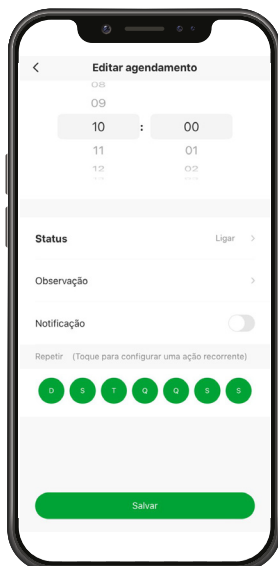 Editar agendamento
08
09
10 : 00
11 01
12 02
Status Ligar
Observação
Notificação
Repetir (Toque para configurar uma ação recorrente)
D S T Q Q S S
Salvar